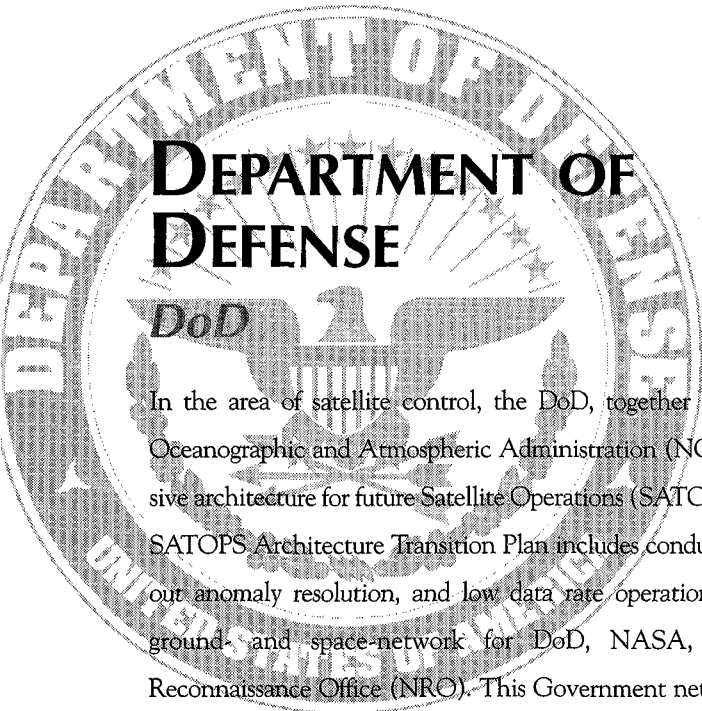 DEPARTMENT OF DEFENSE
DEPARTMENT OF
DEFENSE
DoD
In the area of satellite control, the DoD, together
Oceanographic and Atmospheric Administration (NO
sive architecture for future Satellite Operations (SATO
SATOPS Architecture Transition Plan includes condu
out anomaly resolution, and low data rate operation
ground- and space-network for DoD, NASA,
Reconnaissance Office (NRO). This Government net
UNITED STATES OF AMERICA